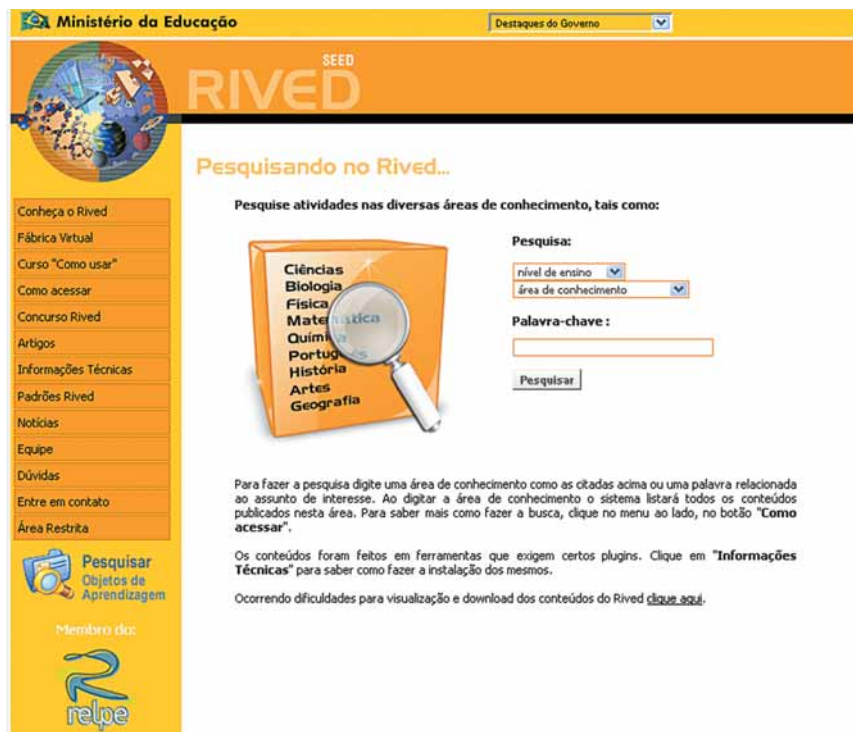 Ministério da Educação
Destaques do Governo
SEED
RIVED
Pesquisando no Rived...
Conheça o Rived
Fábrica Virtual
Curso "Como usar"
Como acessar
Concurso Rived
Artigos
Informações Técnicas
Padrões Rived
Notícias
Equipe
Dúvidas
Entre em contato
Área Restrita
Pesquisar
Objetos de
Aprendizagem
Membro do:
relpe
Pesquise atividades nas diversas áreas de conhecimento, tais como:
Ciências
Biologia
Física
Matemática
Química
Português
História
Artes
Geografia
Pesquisa:
nível de ensino
área de conhecimento
Palavra-chave :
Pesquisar
Para fazer a pesquisa digite uma área de conhecimento como as citadas acima ou uma palavra relacionada
ao assunto de interesse. Ao digitar a área de conhecimento o sistema listará todos os conteúdos
publicados nesta área. Para saber mais como fazer a busca, clique no menu ao lado, no botão "Como
acessar".
Os conteúdos foram feitos em ferramentas que exigem certos plugins. Clique em "Informações
Técnicas" para saber como fazer a instalação dos mesmos.
Ocorrendo dificuldades para visualização e download dos conteúdos do Rived clique aqui.